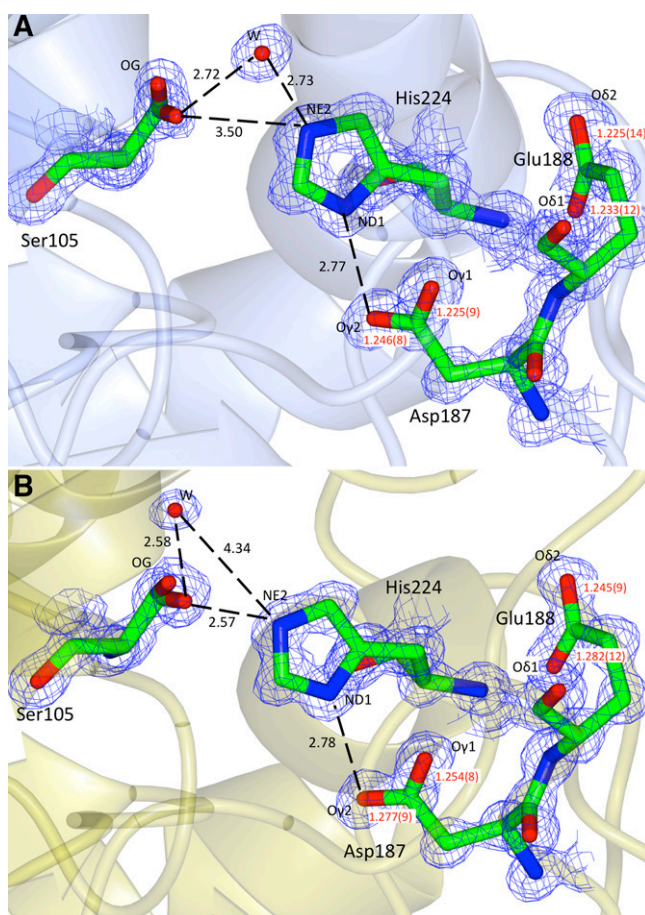 A
W
OG
2.72
2.73
NE2
His224
Oδ2
3.50
1.225(14)
Glu188
Oδ1
1.233(12)
Ser105
ND1
2.77
Oγ1
1.225(9)
Oγ2
1.246(8)
Asp187
B
W
2.58
4.34
OG
NE2
His224
Oδ2
1.245(9)
2.57
Glu188
Oδ1
1.282(12)
Ser105
ND1
2.78
Oγ1
1.254(8)
Oγ2
1.277(9)
Asp187